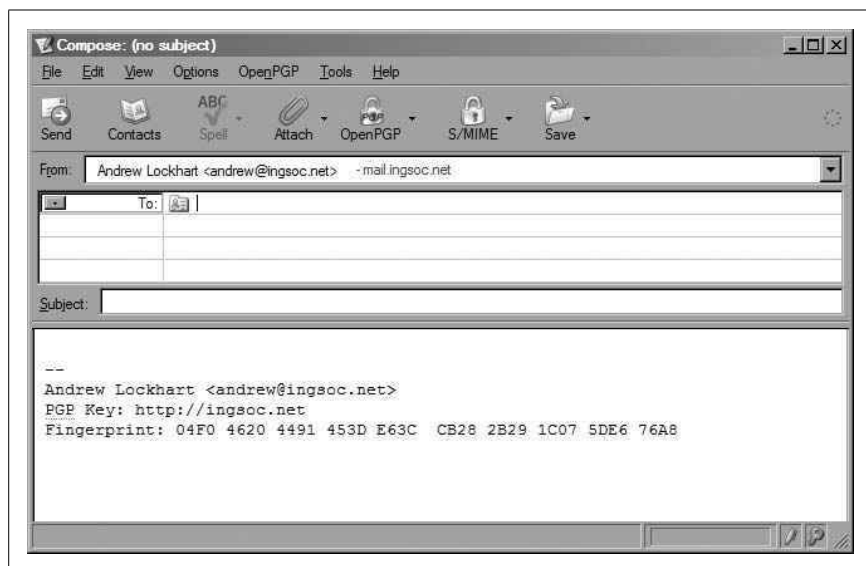 Compose: (no subject)
File Edit View Options OpenPGP Tools Help
ABC
PGP
Send Contacts Spell Attach OpenPGP S/MIME Save
From: Andrew Lockhart <andrew@ingsoc.net> - mail.ingsoc.net
To:
Subject:
--
Andrew Lockhart <andrew@ingsoc.net>
PGP Key: http://ingsoc.net
Fingerprint: 04F0 4620 4491 453D E63C  CB28 2B29 1C07 5DE6 76A8